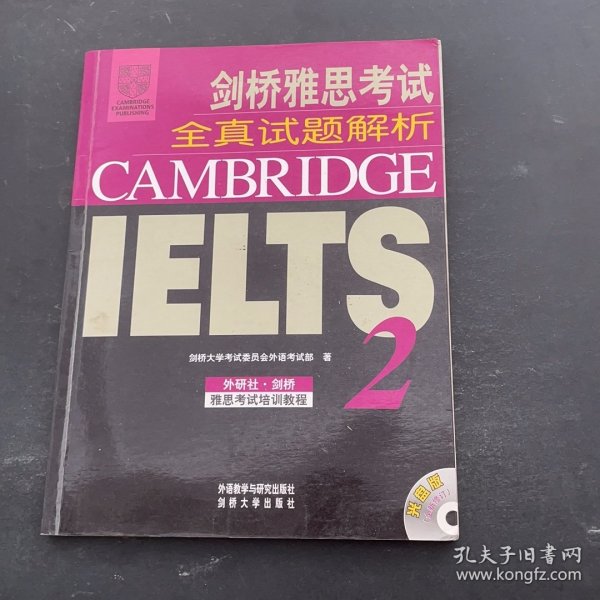 CAMBRIDGE
EXAMINATIONS
PUBLISHING
剑桥雅思考试
全真试题解析
CAMBRIDGE
IELTS
2
剑桥大学考试委员会外语考试部 著
外研社·剑桥
雅思考试培训教程
外语教学与研究出版社
剑桥大学出版社
光盘版
孔夫子旧书网
www.kongfz.com